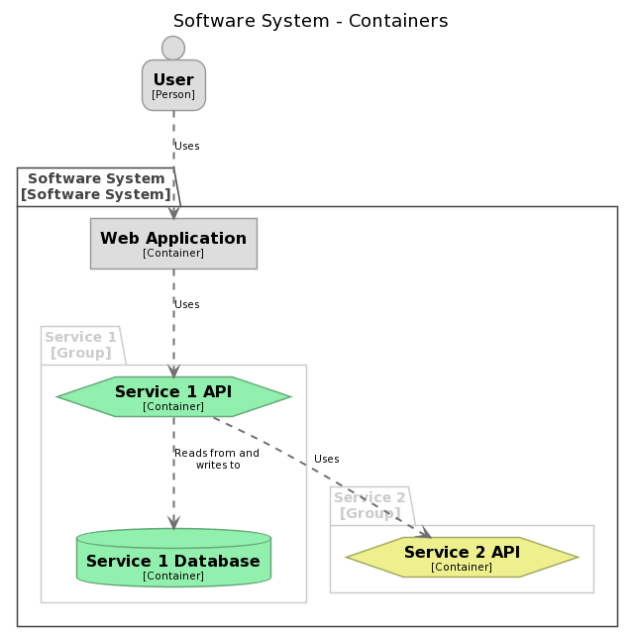 Software System - Containers
User
[Person]
Uses
Software System
[Software System]
Web Application
[Container]
Uses
Service 1
[Group]
Service 1 API
[Container]
Reads from and
writes to
Uses
Service 2
[Group]
Service 1 Database
[Container]
Service 2 API
[Container]